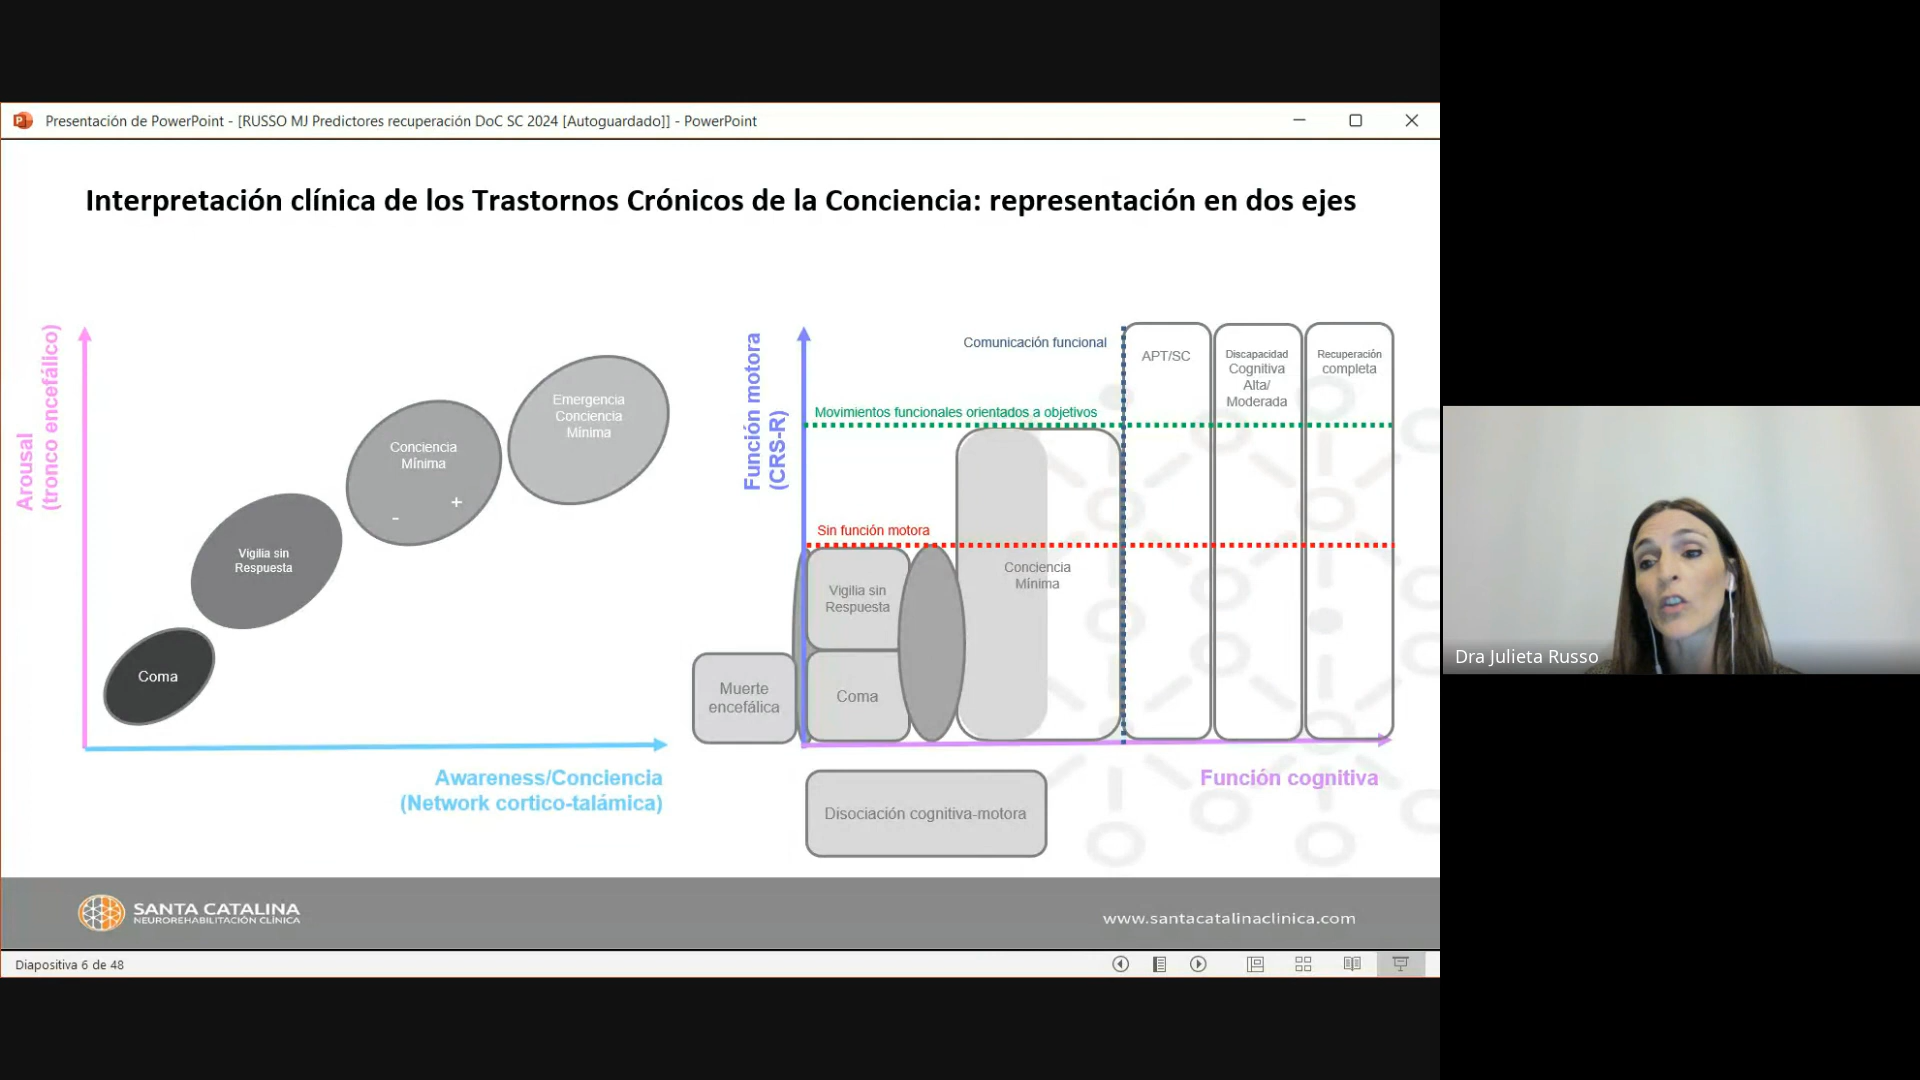 Presentación de PowerPoint - [RUSSO MJ Predictores recuperación DoC SC 2024 [Autoguardado]] - PowerPoint
Interpretación clínica de los Trastornos Crónicos de la Conciencia: representación en dos ejes
Arousal
(tronco encefálico)
Coma
Vigilia sin
Respuesta
Conciencia
Mínima
-
+
Emergencia
Conciencia
Mínima
Awareness/Conciencia
(Network cortico-talámica)
Función motora
(CRS-R)
Comunicación funcional
Movimientos funcionales orientados a objetivos
Sin función motora
Muerte
encefálica
Vigilia sin
Respuesta
Coma
Conciencia
Mínima
APT/SC
Discapacidad
Cognitiva
Alta/
Moderada
Recuperación
completa
Función cognitiva
Disociación cognitiva-motora
SANTA CATALINA
NEUROREHABILITACIÓN CLÍNICA
www.santacatalinaclinica.com
Diapositiva 6 de 48
Dra Julieta Russo